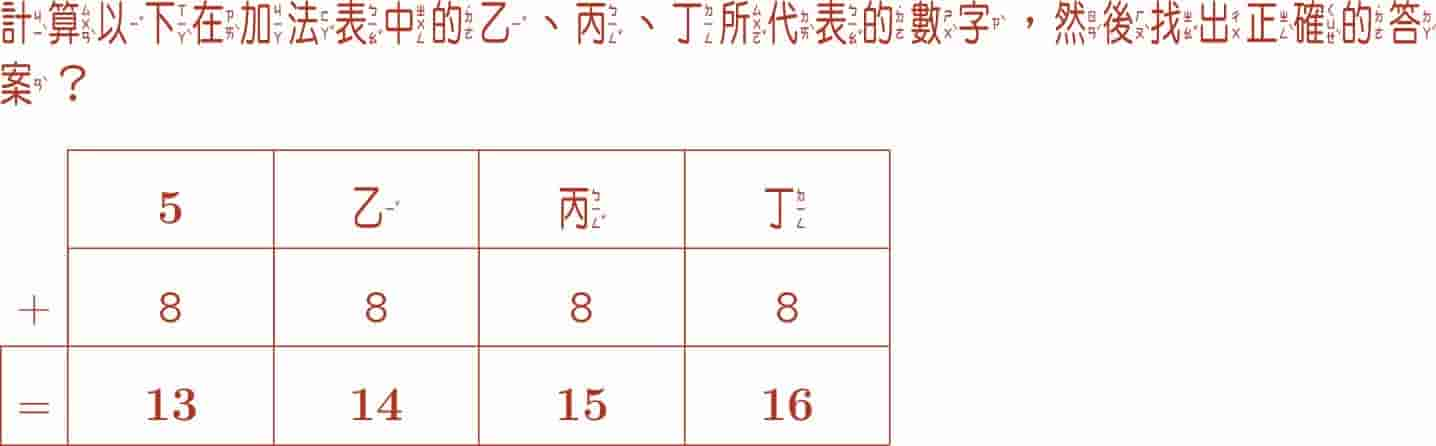 計算以下在加法表中的乙、丙、丁所代表的數字，然後找出正確的答
案？
5 乙 丙 丁
+ 8 8 8 8
= 13 14 15 16